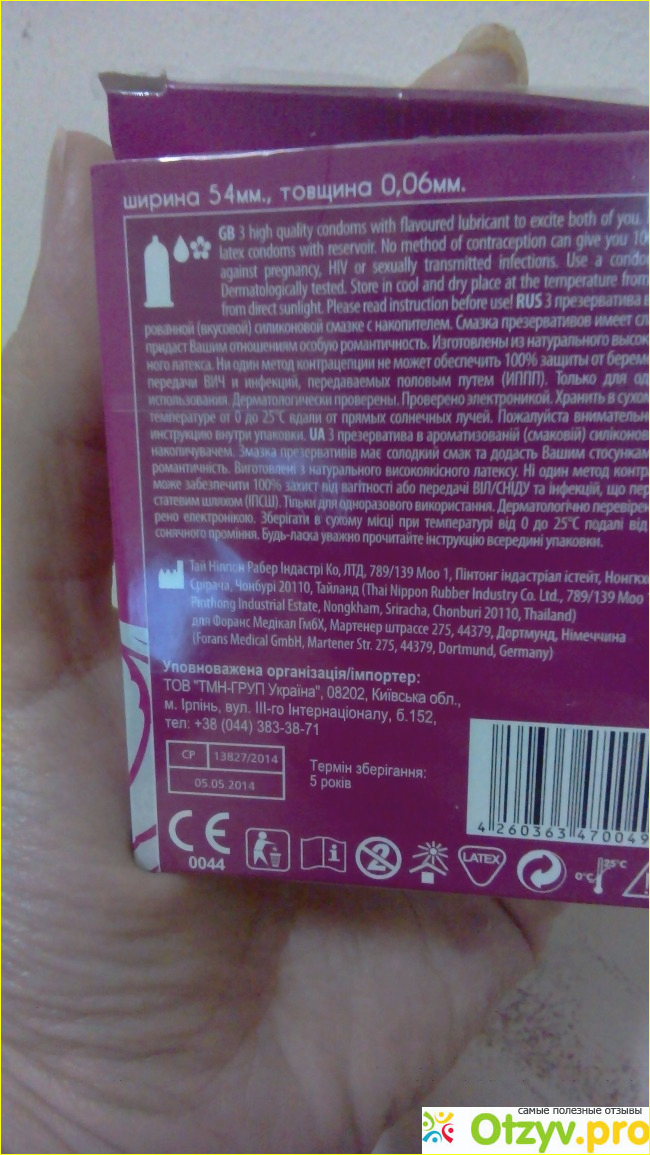 ширина 54мм., товщина 0,06мм.
GB 3 high quality condoms with flavoured lubricant to excite both of you.
latex condoms with reservoir. No method of contraception can give you 10
against pregnancy, HIV or sexually transmitted infections. Use a condo
Dermatologically tested. Store in cool and dry place at the temperature from
from direct sunlight. Please read instruction before use! RUS 3 презерватива в
рованной (вкусовой) силиконовой смазке с накопителем. Смазка презервативов имеет сл
придаст Вашим отношениям особую романтичность. Изготовлены из натурального высок
ного латекса. Ни один метод контрацепции не может обеспечить 100% защиты от берем
передачи ВИЧ и инфекций, передаваемых половым путем (ИППП). Только для од
использования. Дерматологически проверены. Проверено электроникой. Хранить в сухом
температуре от 0 до 25°C вдали от прямых солнечных лучей. Пожалуйста внимательн
инструкцию внутри упаковки. UA 3 презерватива в ароматизованій (смаковій) силіконов
накопичувачем. Змазка презервативів має солодкий смак та додасть Вашим стосункам
романтичність. Виготовлені з натурального високоякісного латексу. Ні один метод контра
може забезпечити 100% захист від вагітності або передачі ВІЛ/СНІДУ та інфекцій, що пер
статевим шляхом (ІПСШ). Тільки для одноразового використання. Дерматологічно перевірен
рено електронікою. Зберігати в сухому місці при температурі від 0 до 25°C подалі від
сонячного проміння. Будь-ласка уважно прочитайте інструкцію всередині упаковки.
Тай Ніппон Рабер Індастрі Ко, ЛТД, 789/139 Моо 1, Пінтонг індастріал істейт, Нонгкх
Срірача, Чонбурі 20110, Тайланд (Thai Nippon Rubber Industry Co. Ltd., 789/139 Moo 1
Pinthong Industrial Estate, Nongkham, Sriracha, Chonburi 20110, Thailand)
для Форанс Медікал ГмбХ, Мартенер штрассе 275, 44379, Дортмунд, Німеччина
(Forans Medical GmbH, Martener Str. 275, 44379, Dortmund, Germany)
Уповноважена організація/імпортер:
ТОВ "ТМН-ГРУП Україна", 08202, Київська обл.,
м. Ірпінь, вул. ІІІ-го Інтернаціоналу, б.152,
тел: +38 (044) 383-38-71
СР 13827/2014
05.05.2014
Термін зберігання:
5 років
4 260363 470049
CE
0044
2
LATEX
0°C 25°C
самые полезные отзывы
Otzyv.pro